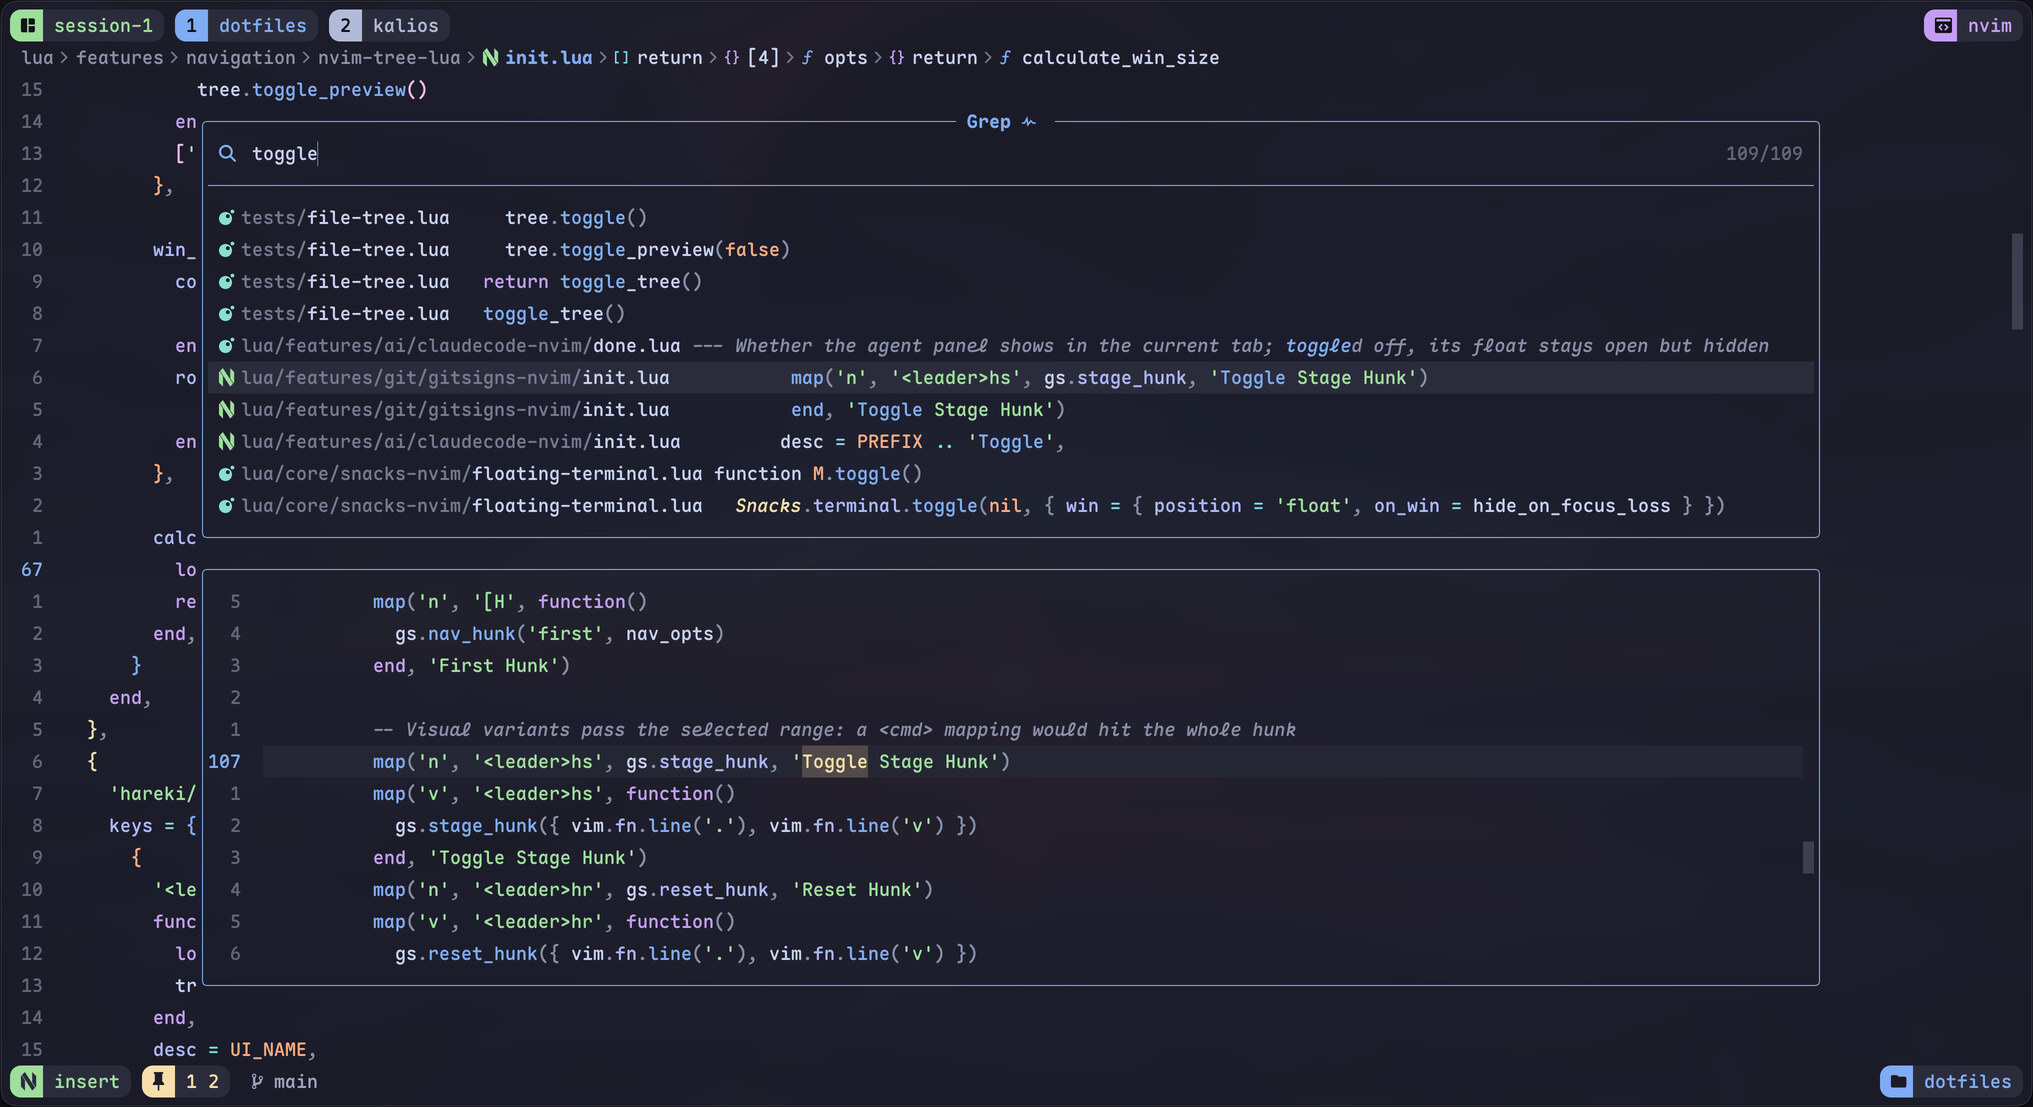 session-1 1 dotfiles 2 kalios nvim
lua > features > navigation > nvim-tree-lua > init.lua > [] return > {} [4] > ƒ opts > {} return > ƒ calculate_win_size
15 tree.toggle_preview()
14 en
Grep
13 ['
toggle 109/109
12 },
11 tests/file-tree.lua tree.toggle()
10 win_ tests/file-tree.lua tree.toggle_preview(false)
9 co tests/file-tree.lua return toggle_tree()
8 tests/file-tree.lua toggle_tree()
7 en lua/features/ai/claudecode-nvim/done.lua --- Whether the agent panel shows in the current tab; toggled off, its float stays open but hidden
6 ro lua/features/git/gitsigns-nvim/init.lua map('n', '<leader>hs', gs.stage_hunk, 'Toggle Stage Hunk')
5 lua/features/git/gitsigns-nvim/init.lua end, 'Toggle Stage Hunk')
4 en lua/features/ai/claudecode-nvim/init.lua desc = PREFIX .. 'Toggle',
3 }, lua/core/snacks-nvim/floating-terminal.lua function M.toggle()
2 lua/core/snacks-nvim/floating-terminal.lua Snacks.terminal.toggle(nil, { win = { position = 'float', on_win = hide_on_focus_loss } })
1 calc
67 lo
1 re 5 map('n', '[H', function()
2 end, 4 gs.nav_hunk('first', nav_opts)
3 } 3 end, 'First Hunk')
4 end, 2
5 }, 1 -- Visual variants pass the selected range: a <cmd> mapping would hit the whole hunk
6 { 107 map('n', '<leader>hs', gs.stage_hunk, 'Toggle Stage Hunk')
7 'hareki/ 1 map('v', '<leader>hs', function()
8 keys = { 2 gs.stage_hunk({ vim.fn.line('.'), vim.fn.line('v') })
9 { 3 end, 'Toggle Stage Hunk')
10 '<le 4 map('n', '<leader>hr', gs.reset_hunk, 'Reset Hunk')
11 func 5 map('v', '<leader>hr', function()
12 lo 6 gs.reset_hunk({ vim.fn.line('.'), vim.fn.line('v') })
13 tr
14 end,
15 desc = UI_NAME,
insert 1 2 main dotfiles